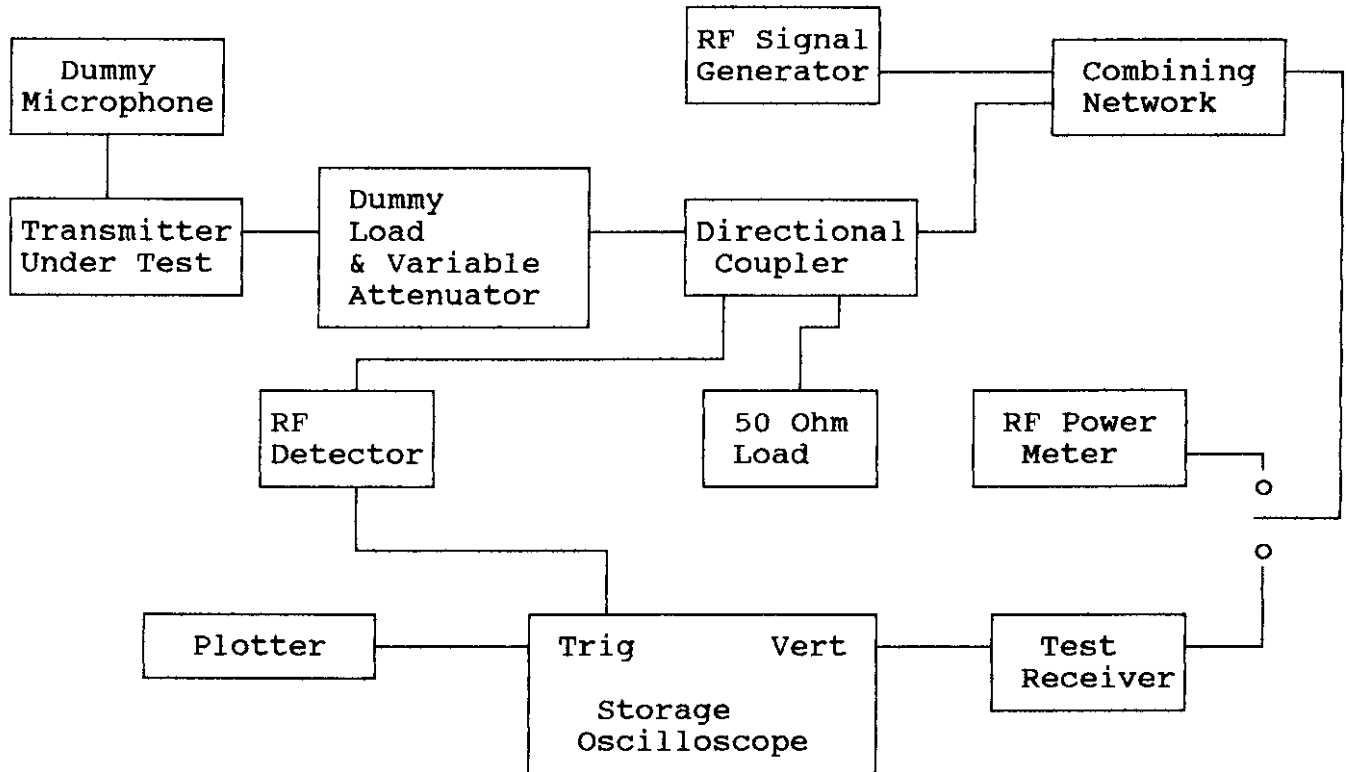 Dummy
Microphone
RF Signal
Generator
Combining
Network
Transmitter
Under Test
Dummy
Load
& Variable
Attenuator
Directional
Coupler
RF
Detector
50 Ohm
Load
RF Power
Meter
Plotter
Trig
Vert
Storage
Oscilloscope
Test
Receiver